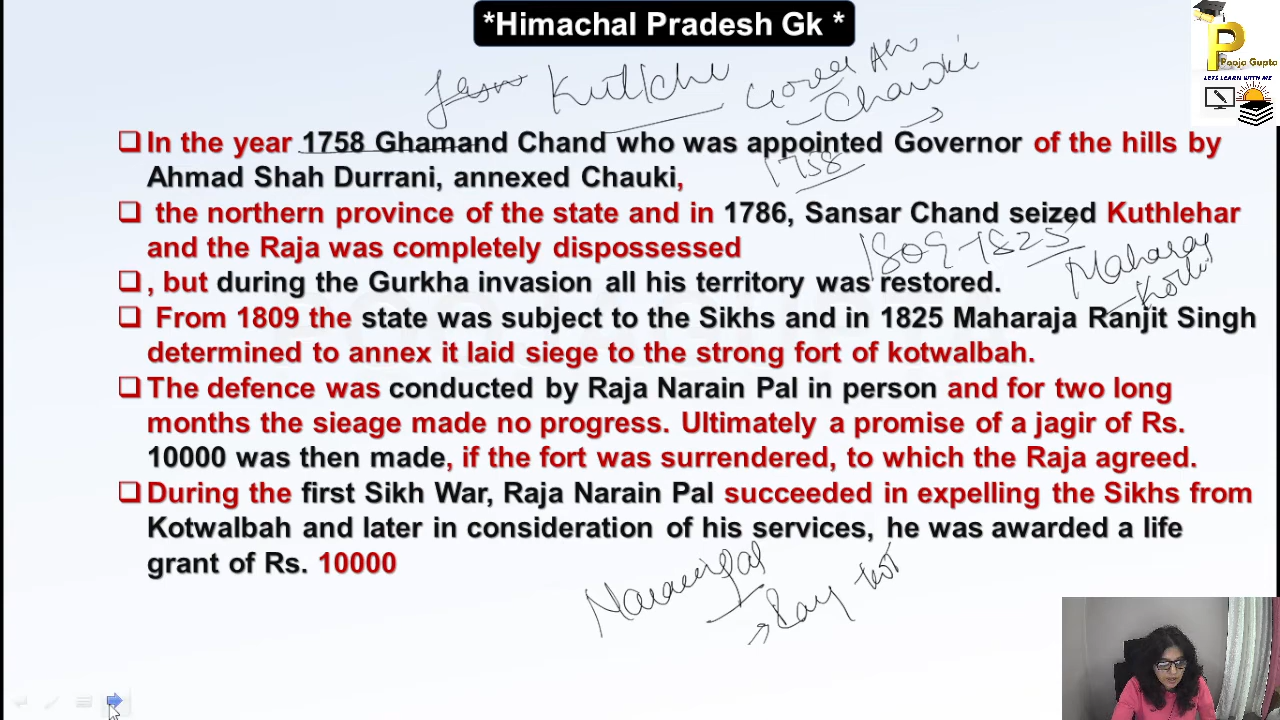 *Himachal Pradesh Gk *
P
Pooja Gupta
LETS LEARN WITH ME
Chauki
❑ In the year 1758 Ghamand Chand who was appointed Governor of the hills by
Ahmad Shah Durrani, annexed Chauki,
1758
❑ the northern province of the state and in 1786, Sansar Chand seized Kuthlehar
and the Raja was completely dispossessed
1809-1825
Maharaj
❑ , but during the Gurkha invasion all his territory was restored.
❑ From 1809 the state was subject to the Sikhs and in 1825 Maharaja Ranjit Singh
determined to annex it laid siege to the strong fort of kotwalbah.
❑ The defence was conducted by Raja Narain Pal in person and for two long
months the sieage made no progress. Ultimately a promise of a jagir of Rs.
10000 was then made, if the fort was surrendered, to which the Raja agreed.
❑ During the first Sikh War, Raja Narain Pal succeeded in expelling the Sikhs from
Kotwalbah and later in consideration of his services, he was awarded a life
grant of Rs. 10000
Narainpal